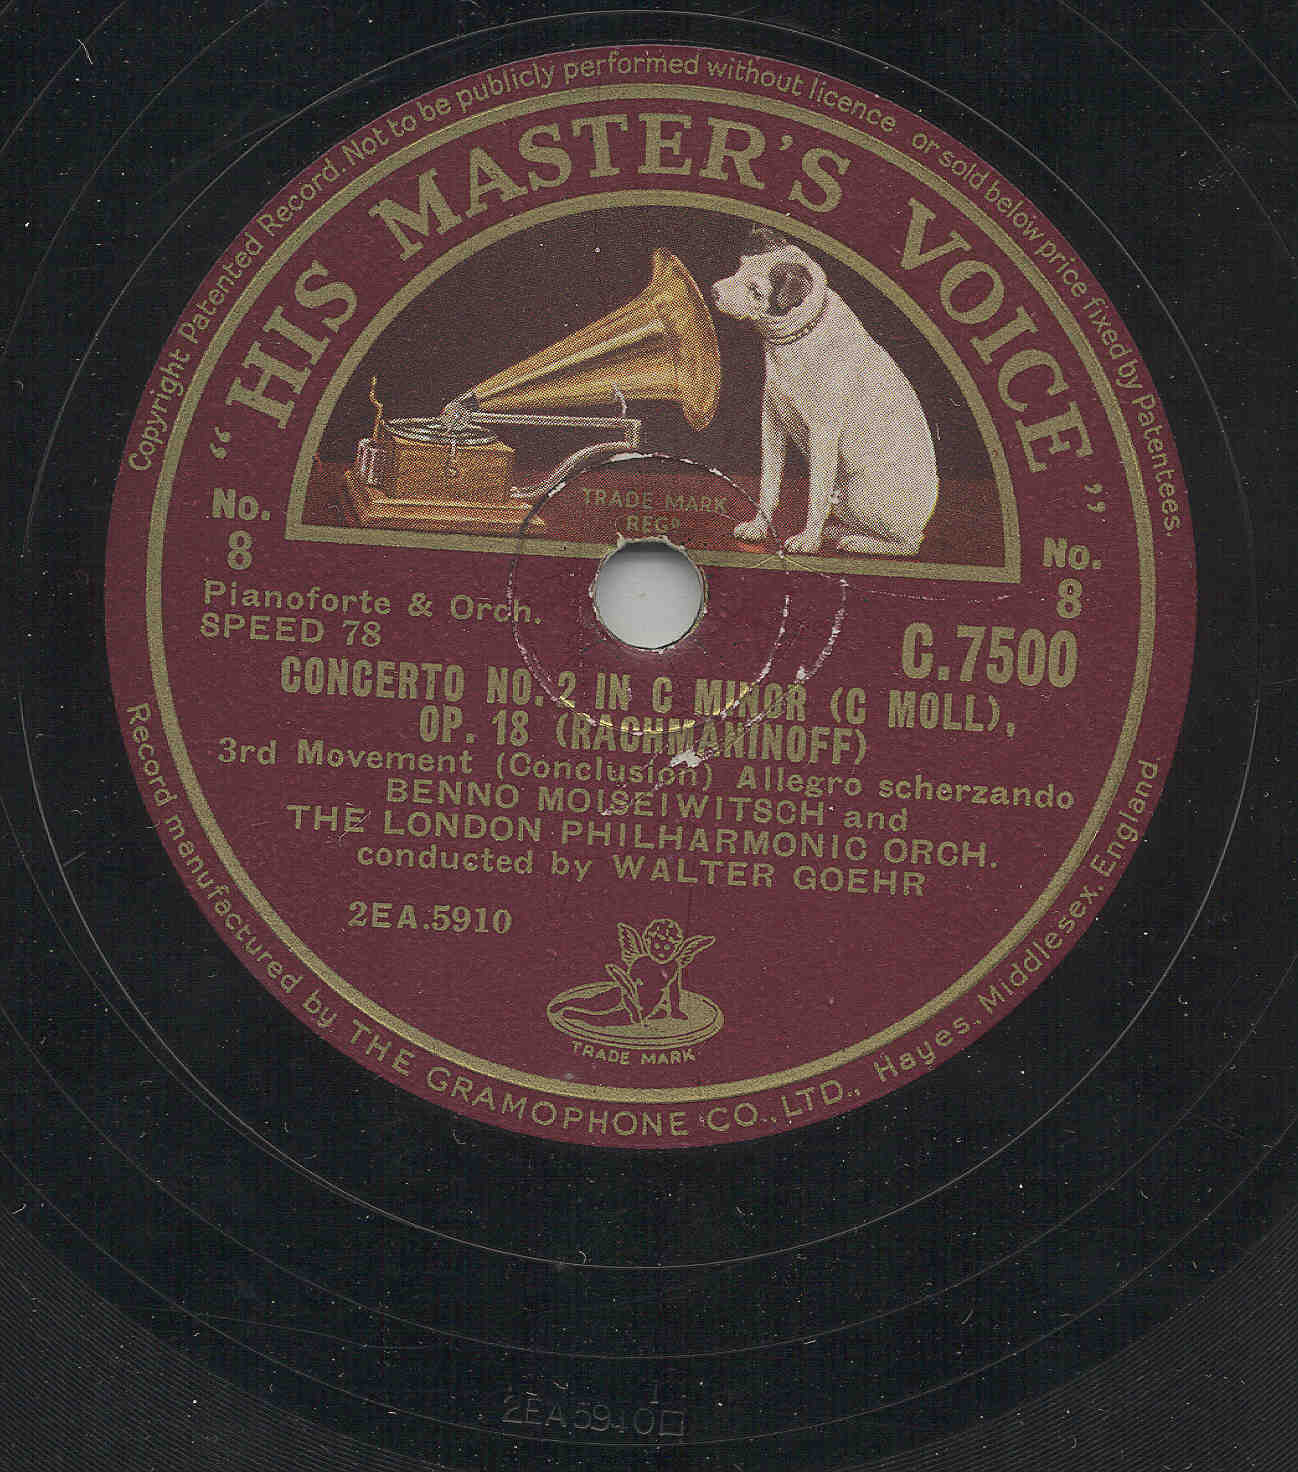 Copyright Patented Record. Not to be publicly performed without licence or sold below price fixed by Patentees.
"HIS MASTER'S VOICE"
TRADE MARK
REGD
No. 8
No. 8
Pianoforte & Orch.
SPEED 78
C.7500
CONCERTO NO. 2 IN C MINOR (C MOLL),
OP. 18 (RACHMANINOFF)
3rd Movement (Conclusion) Allegro scherzando
BENNO MOISEIWITSCH and
THE LONDON PHILHARMONIC ORCH.
conducted by WALTER GOEHR
2EA.5910
TRADE MARK
Record manufactured by THE GRAMOPHONE CO., LTD., Hayes, Middlesex, England.
2EA5910